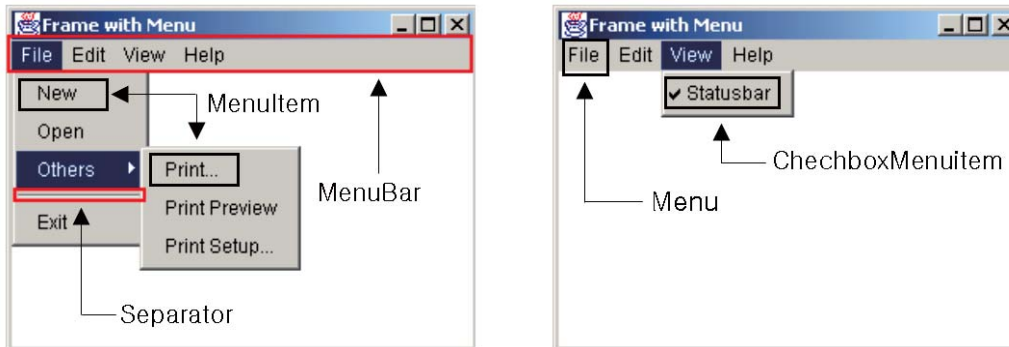 Frame with Menu
File Edit View Help
New
Open
Others
Exit
Print...
Print Preview
Print Setup...
MenuItem
MenuBar
Separator
Frame with Menu
File Edit View Help
Statusbar
ChechboxMenuitem
Menu